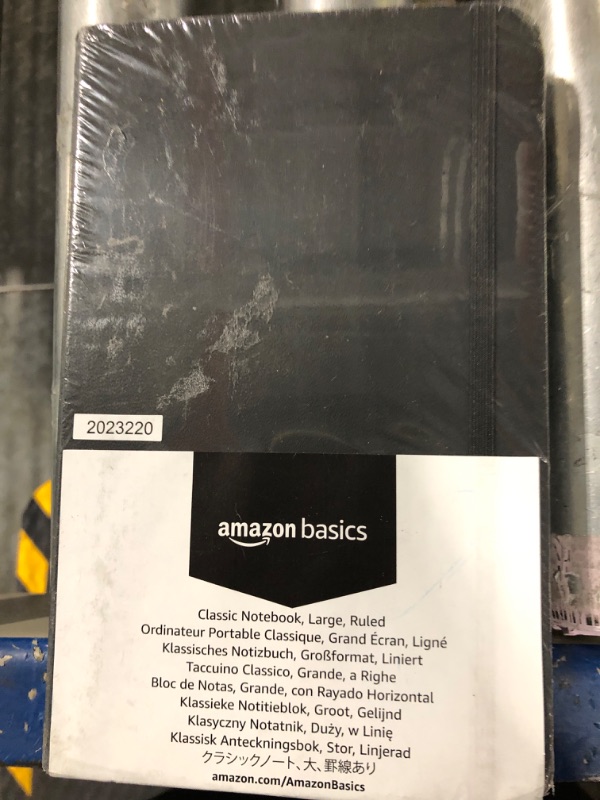 2023220
amazon basics
Classic Notebook, Large, Ruled
Ordinateur Portable Classique, Grand Écran, Ligné
Klassisches Notizbuch, Großformat, Liniert
Taccuino Classico, Grande, a Righe
Bloc de Notas, Grande, con Rayado Horizontal
Klassieke Notitieblok, Groot, Gelijnd
Klasyczny Notatnik, Duży, w Linię
Klassisk Anteckningsbok, Stor, Linjerad
クラシックノート、大、罫線あり
amazon.com/AmazonBasics